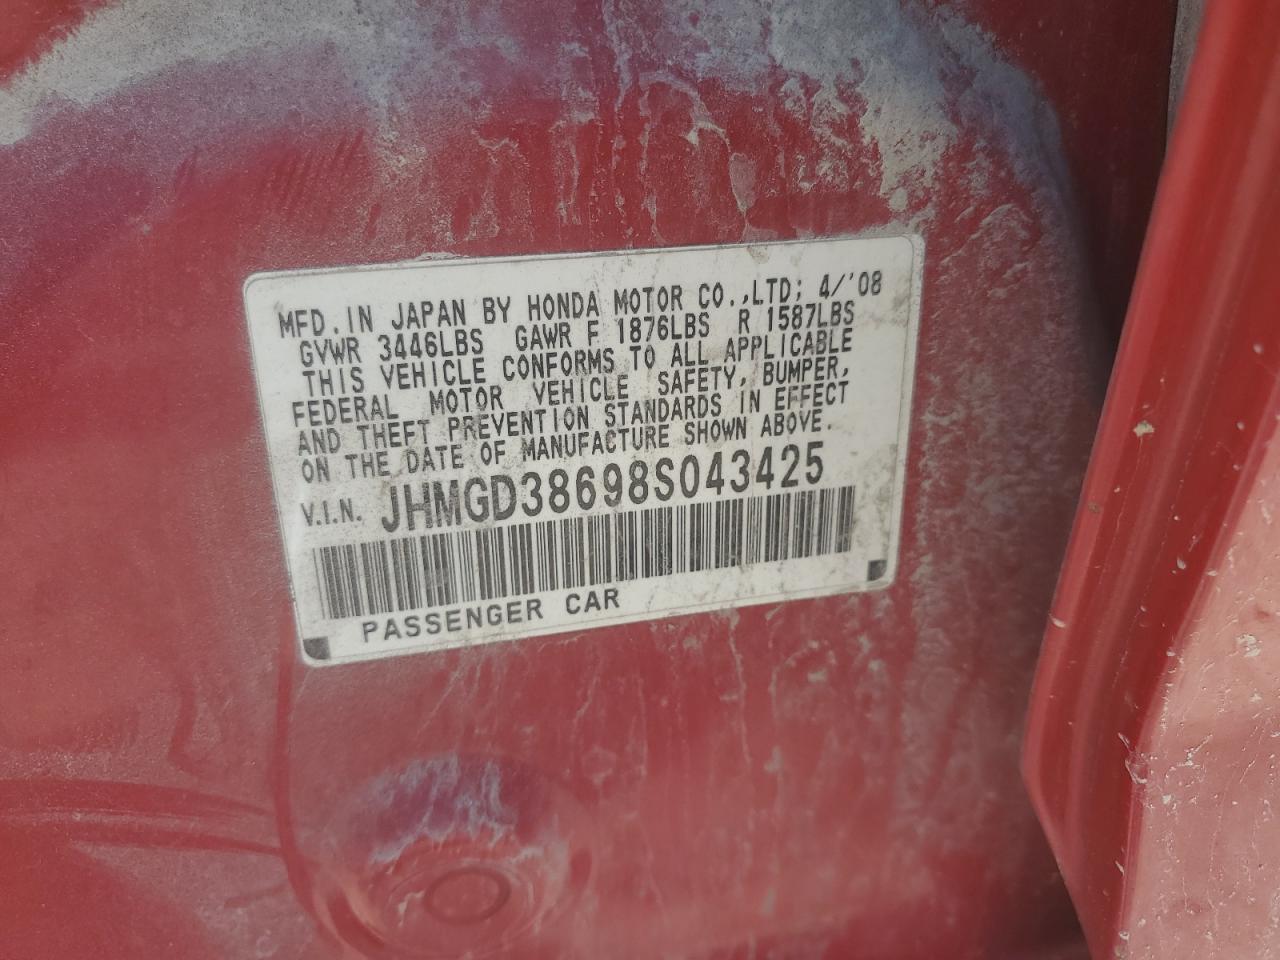 MFD. IN JAPAN BY HONDA MOTOR CO.,LTD; 4/'08
GVWR 3446LBS GAWR F 1876LBS R 1587LBS
THIS VEHICLE CONFORMS TO ALL APPLICABLE
FEDERAL MOTOR VEHICLE SAFETY, BUMPER,
AND THEFT PREVENTION STANDARDS IN EFFECT
ON THE DATE OF MANUFACTURE SHOWN ABOVE.
V.I.N. JHMGD38698S043425
PASSENGER CAR